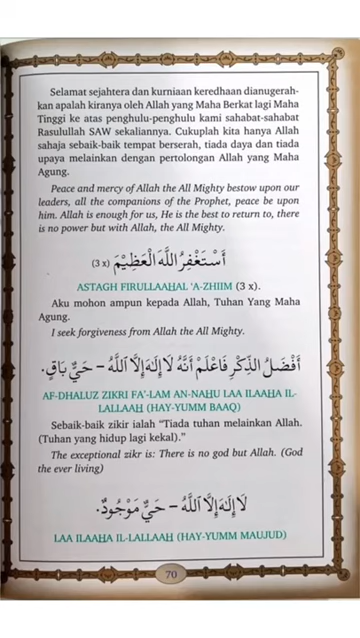 Selamat sejahtera dan kurniaan keredhaan dianugerah-
kan apalah kiranya oleh Allah yang Maha Berkat lagi Maha
Tinggi ke atas penghulu-penghulu kami sahabat-sahabat
Rasulullah SAW sekaliannya. Cukuplah kita hanya Allah
sahaja sebaik-baik tempat berserah, tiada daya dan tiada
upaya melainkan dengan pertolongan Allah yang Maha
Agung.
Peace and mercy of Allah the All Mighty bestow upon our
leaders, all the companions of the Prophet, peace be upon
him. Allah is enough for us, He is the best to return to, there
is no power but with Allah, the All Mighty.
أَسْتَغْفِرُ اللَّهَ الْعَظِيْمَ (3 x)
ASTAGH FIRULLAAHAL 'A-ZHIIM (3 x).
Aku mohon ampun kepada Allah, Tuhan Yang Maha
Agung.
I seek forgiveness from Allah the All Mighty.
أَفْضَلُ الذِّكْرِ فَاعْلَمْ أَنَّهُ لَا إِلَهَ إِلَّا اللَّهُ – حَيٌّ بَاقٍ.
AF-DHALUZ ZIKRI FA'-LAM AN-NAHU LAA ILAAHA IL-
LALLAAH (HAY-YUMM BAAQ)
Sebaik-baik zikir ialah “Tiada tuhan melainkan Allah.
(Tuhan yang hidup lagi kekal).”
The exceptional zikr is: There is no god but Allah. (God
the ever living)
لَا إِلَهَ إِلَّا اللَّهُ – حَيٌّ مَوْجُوْدٌ.
LAA ILAAHA IL-LALLAAH (HAY-YUMM MAUJUD)
70